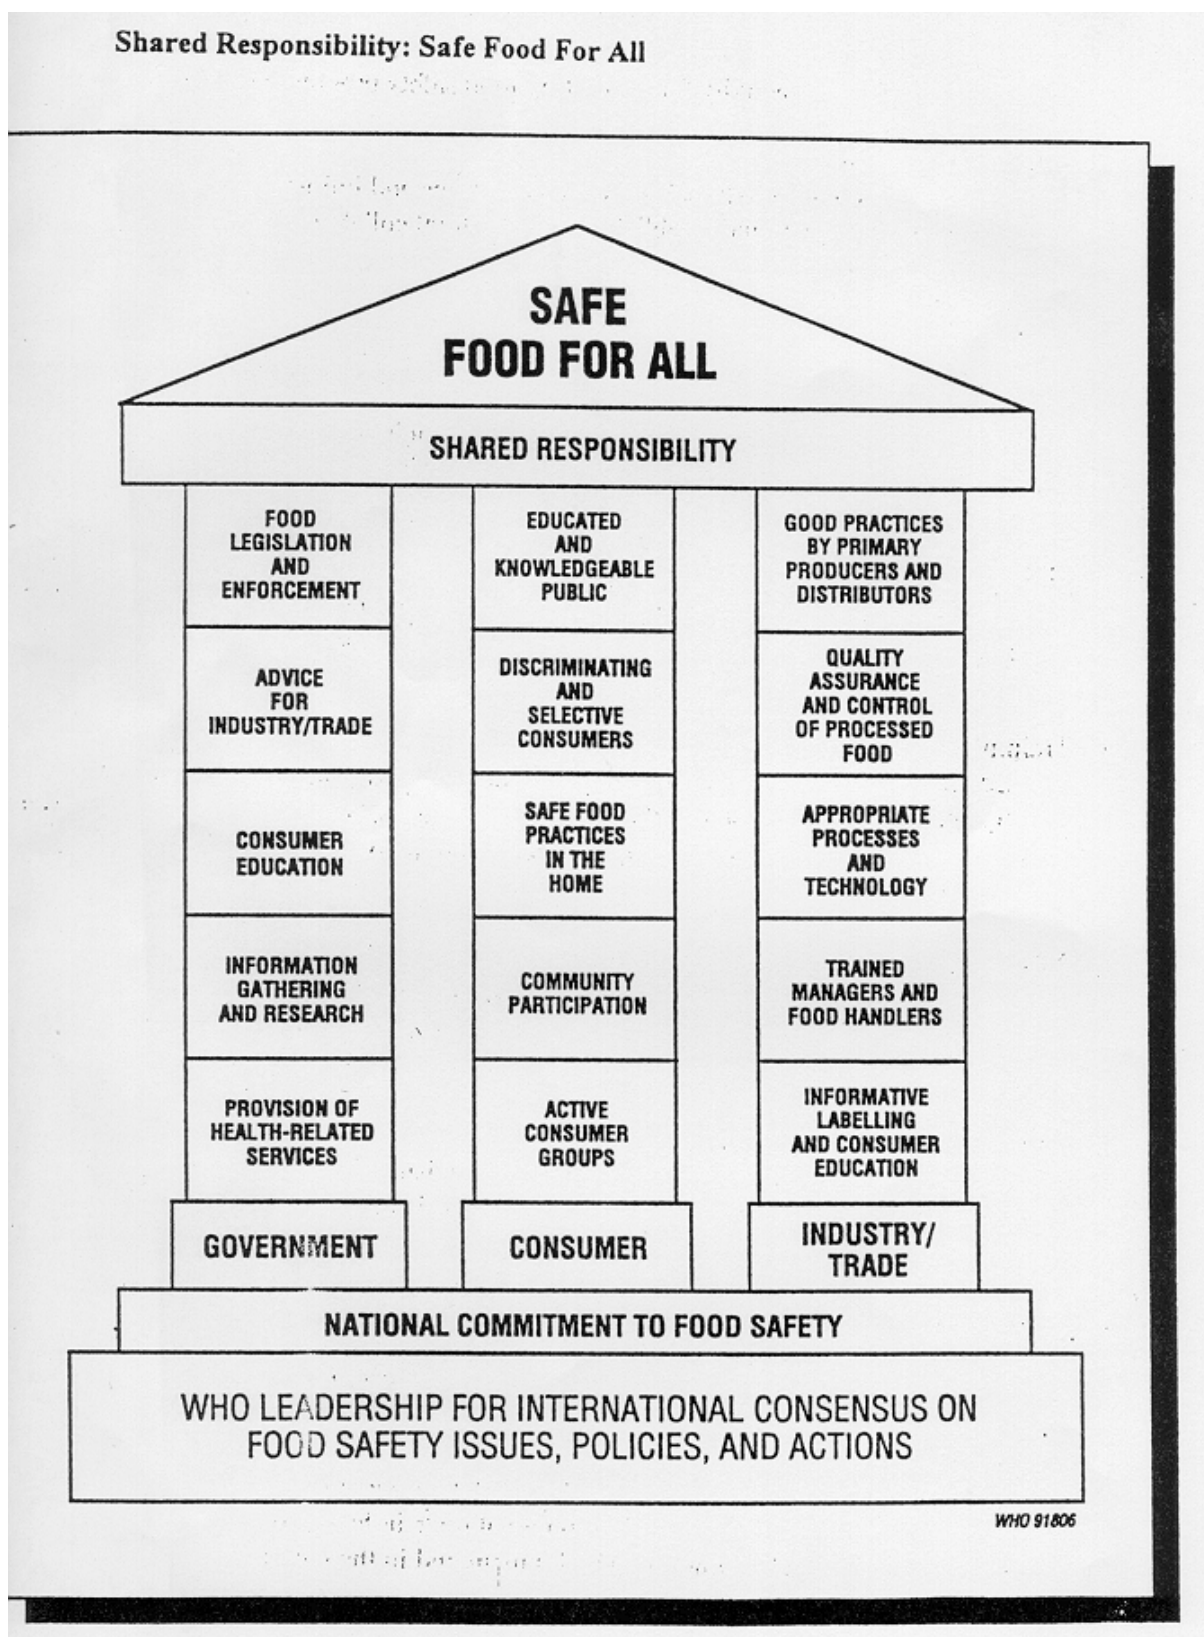 Shared Responsibility: Safe Food For All
SAFE
FOOD FOR ALL
SHARED RESPONSIBILITY
FOOD
LEGISLATION
AND
ENFORCEMENT
ADVICE
FOR
INDUSTRY/TRADE
CONSUMER
EDUCATION
INFORMATION
GATHERING
AND RESEARCH
PROVISION OF
HEALTH-RELATED
SERVICES
GOVERNMENT
EDUCATED
AND
KNOWLEDGEABLE
PUBLIC
DISCRIMINATING
AND
SELECTIVE
CONSUMERS
SAFE FOOD
PRACTICES
IN THE
HOME
COMMUNITY
PARTICIPATION
ACTIVE
CONSUMER
GROUPS
CONSUMER
GOOD PRACTICES
BY PRIMARY
PRODUCERS AND
DISTRIBUTORS
QUALITY
ASSURANCE
AND CONTROL
OF PROCESSED
FOOD
APPROPRIATE
PROCESSES
AND
TECHNOLOGY
TRAINED
MANAGERS AND
FOOD HANDLERS
INFORMATIVE
LABELLING
AND CONSUMER
EDUCATION
INDUSTRY/
TRADE
NATIONAL COMMITMENT TO FOOD SAFETY
WHO LEADERSHIP FOR INTERNATIONAL CONSENSUS ON
FOOD SAFETY ISSUES, POLICIES, AND ACTIONS
WHO 91806